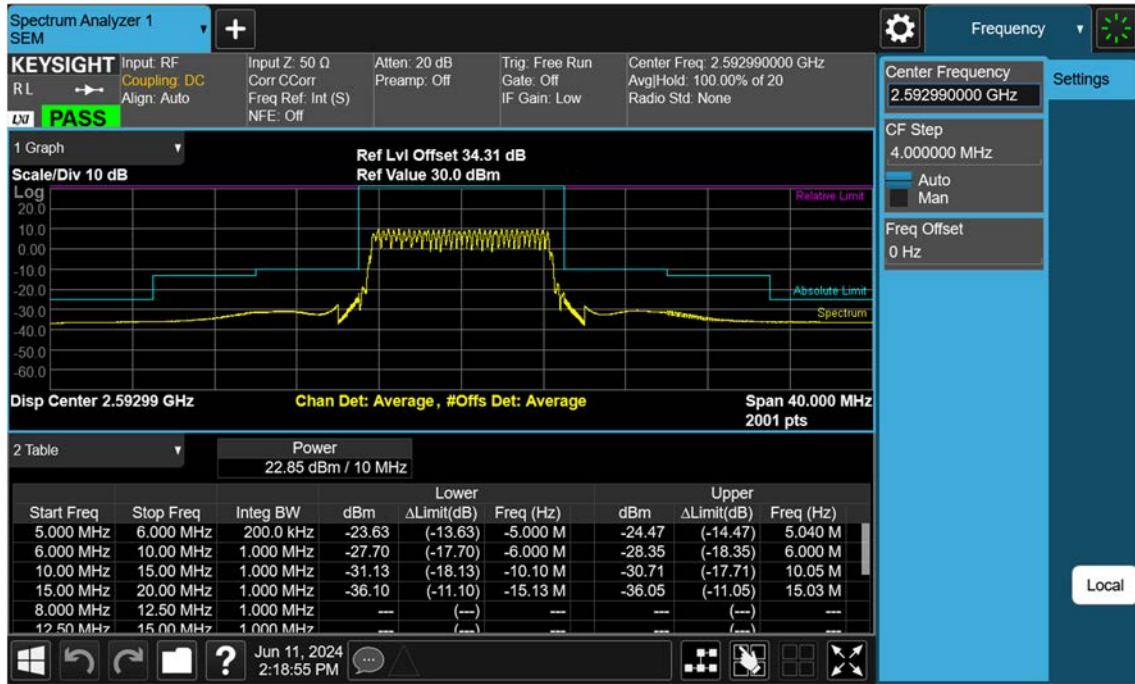 Spectrum Analyzer 1
SEM
Frequency
KEYSIGHT
Input: RF
Coupling: DC
Align: Auto
Input Z: 50 Ω
Corr CCorr
Freq Ref: Int (S)
NFE: Off
Atten: 20 dB
Preamp: Off
Trig: Free Run
Gate: Off
IF Gain: Low
Center Freq: 2.592990000 GHz
Avg|Hold: 100.00% of 20
Radio Std: None
R L
LXI PASS
Center Frequency
2.592990000 GHz
Settings
CF Step
4.000000 MHz
Auto
Man
Freq Offset
0 Hz
1 Graph
Ref Lvl Offset 34.31 dB
Scale/Div 10 dB Ref Value 30.0 dBm
Log
20.0
10.0
0.00
-10.0
-20.0
-30.0
-40.0
-50.0
-60.0
Relative Limit
Absolute Limit
Spectrum
Disp Center 2.59299 GHz Chan Det: Average, #Offs Det: Average Span 40.000 MHz
2001 pts
2 Table
Power
22.85 dBm / 10 MHz
Lower Upper
Start Freq Stop Freq Integ BW dBm ΔLimit(dB) Freq (Hz) dBm ΔLimit(dB) Freq (Hz)
5.000 MHz 6.000 MHz 200.0 kHz -23.63 (-13.63) -5.000 M -24.47 (-14.47) 5.040 M
6.000 MHz 10.00 MHz 1.000 MHz -27.70 (-17.70) -6.000 M -28.35 (-18.35) 6.000 M
10.00 MHz 15.00 MHz 1.000 MHz -31.13 (-18.13) -10.10 M -30.71 (-17.71) 10.05 M
15.00 MHz 20.00 MHz 1.000 MHz -36.10 (-11.10) -15.13 M -36.05 (-11.05) 15.03 M
8.000 MHz 12.50 MHz 1.000 MHz --- (---) --- --- (---) ---
12.50 MHz 15.00 MHz 1.000 MHz --- (---) --- --- (---) ---
Local
? Jun 11, 2024
2:18:55 PM